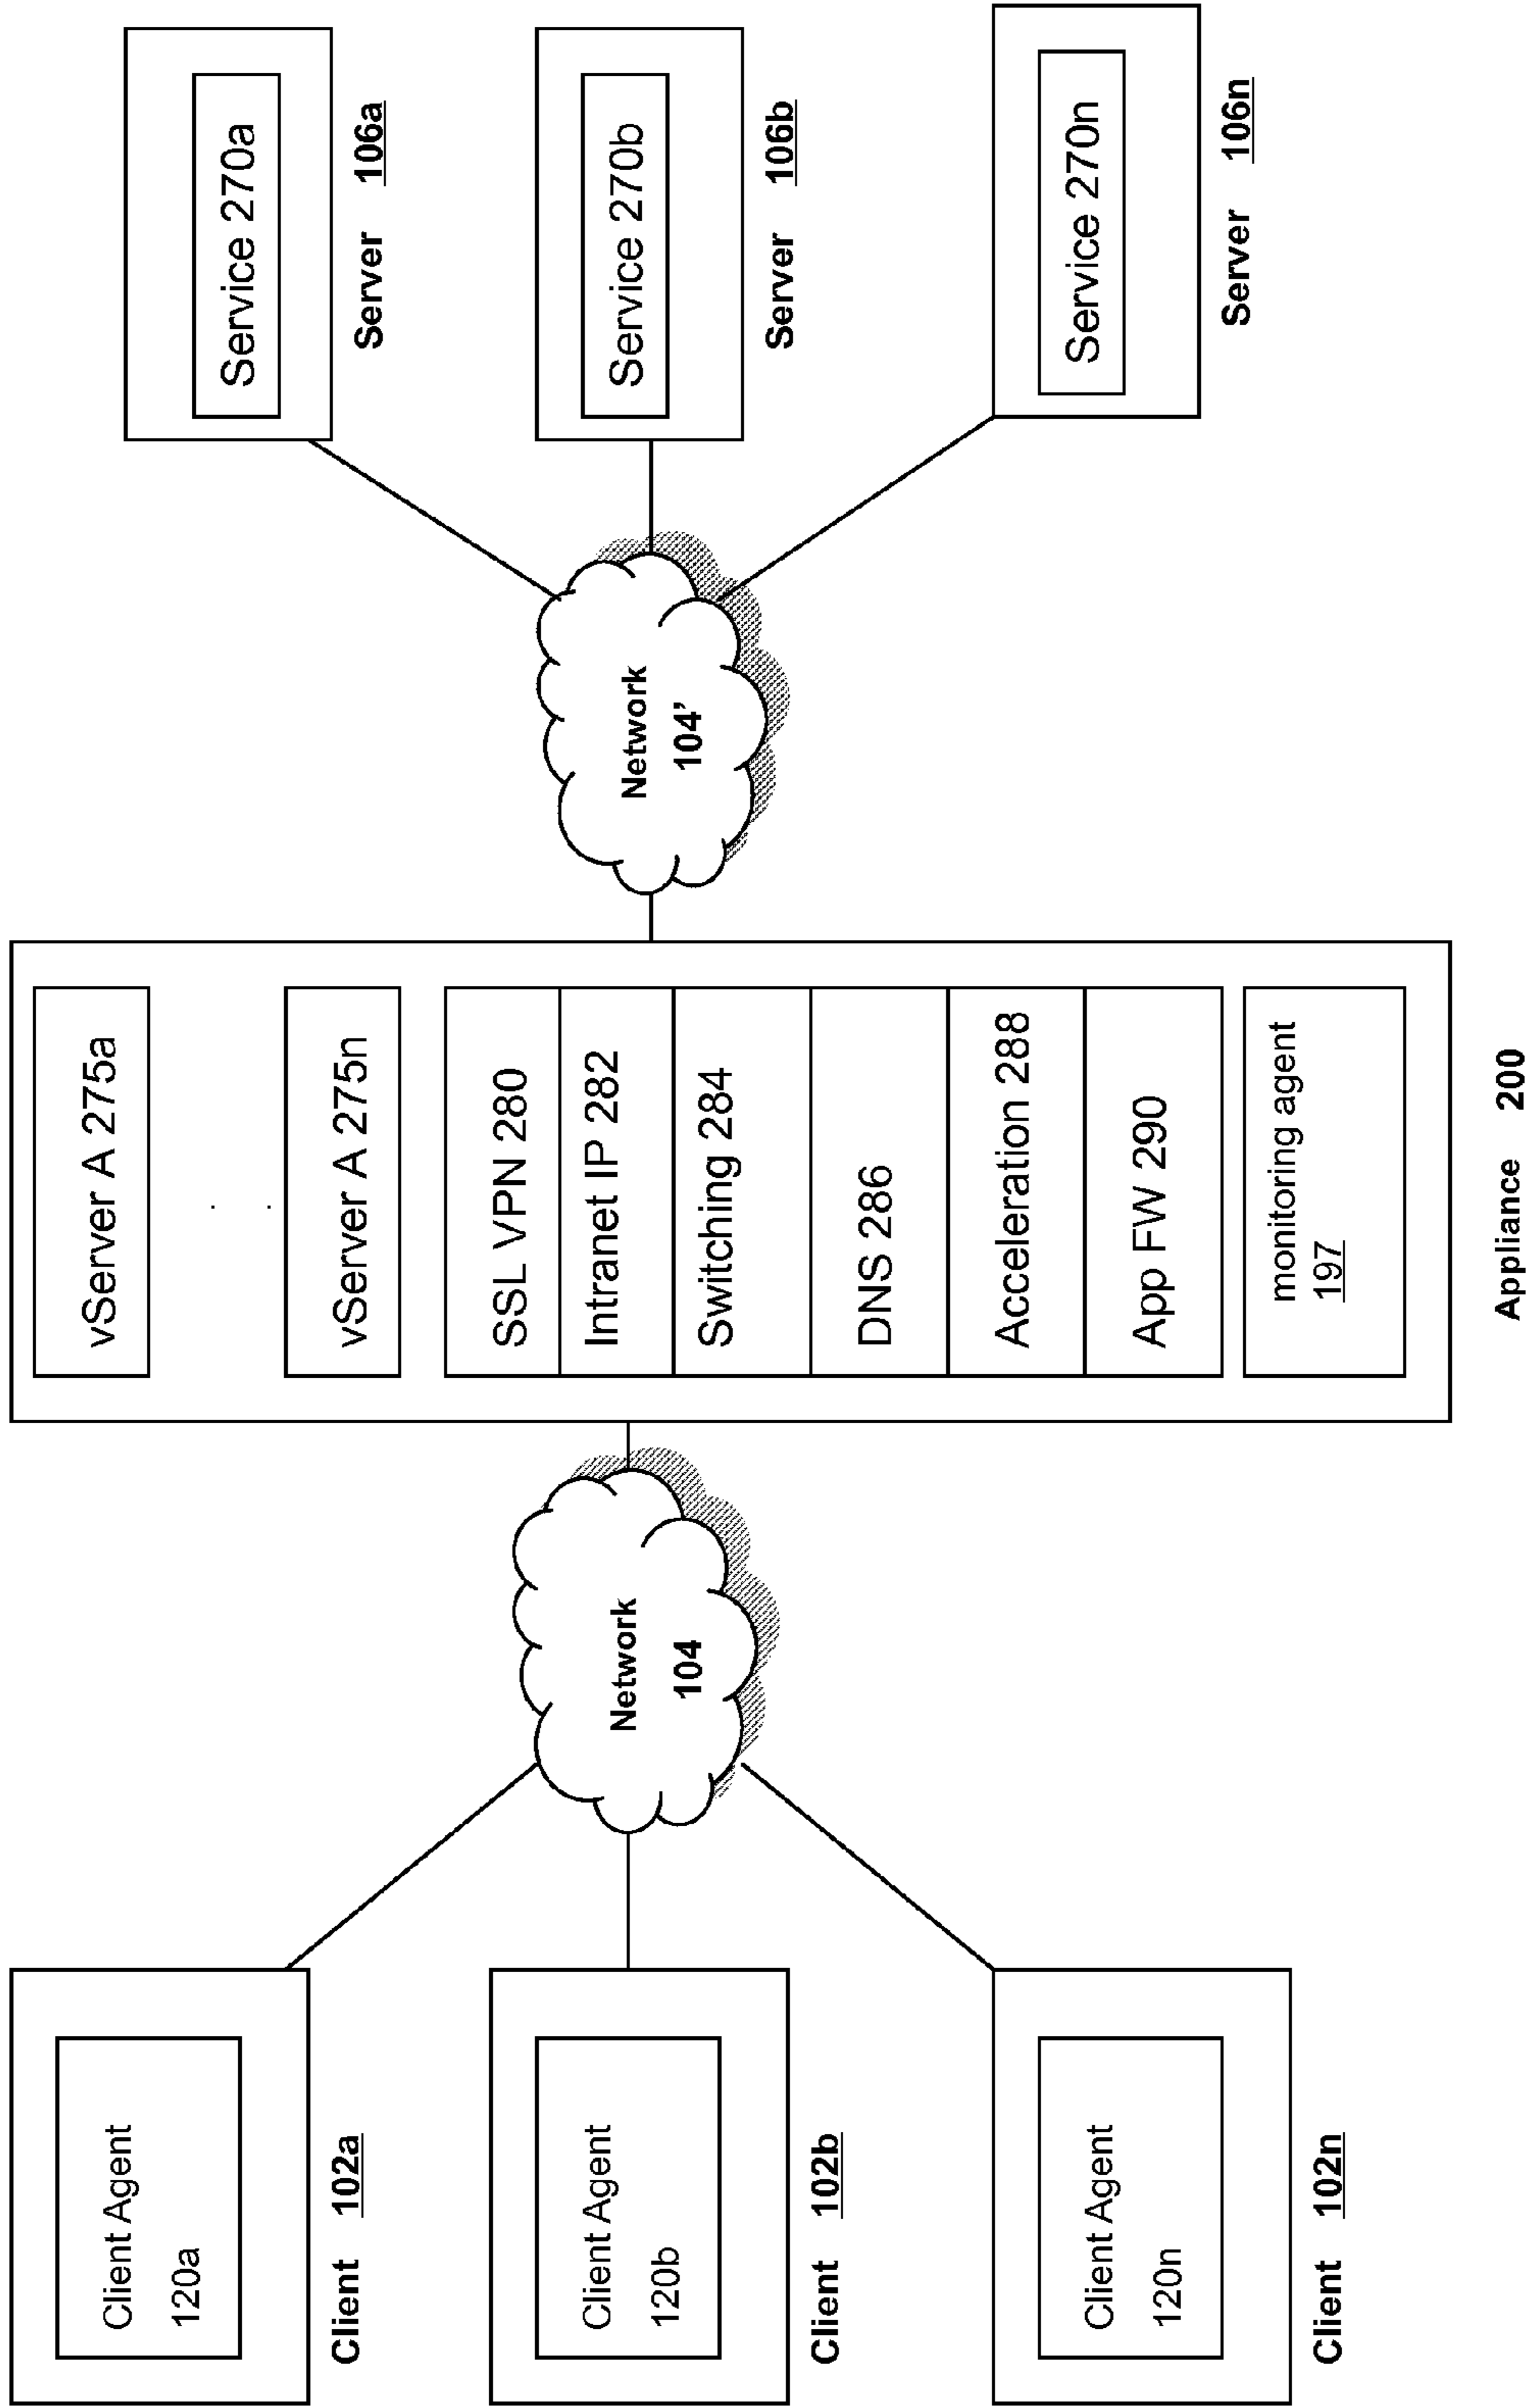 Client Agent
120a
Client 102a
Client Agent
120b
Client 102b
Client Agent
120n
Client 102n
Network
104
vServer A 275a
vServer A 275n
SSL VPN 280
Intranet IP 282
Switching 284
DNS 286
Acceleration 288
App FW 290
monitoring agent
197
Appliance 200
Network
104’
Service 270a
Server 106a
Service 270b
Server 106b
Service 270n
Server 106n